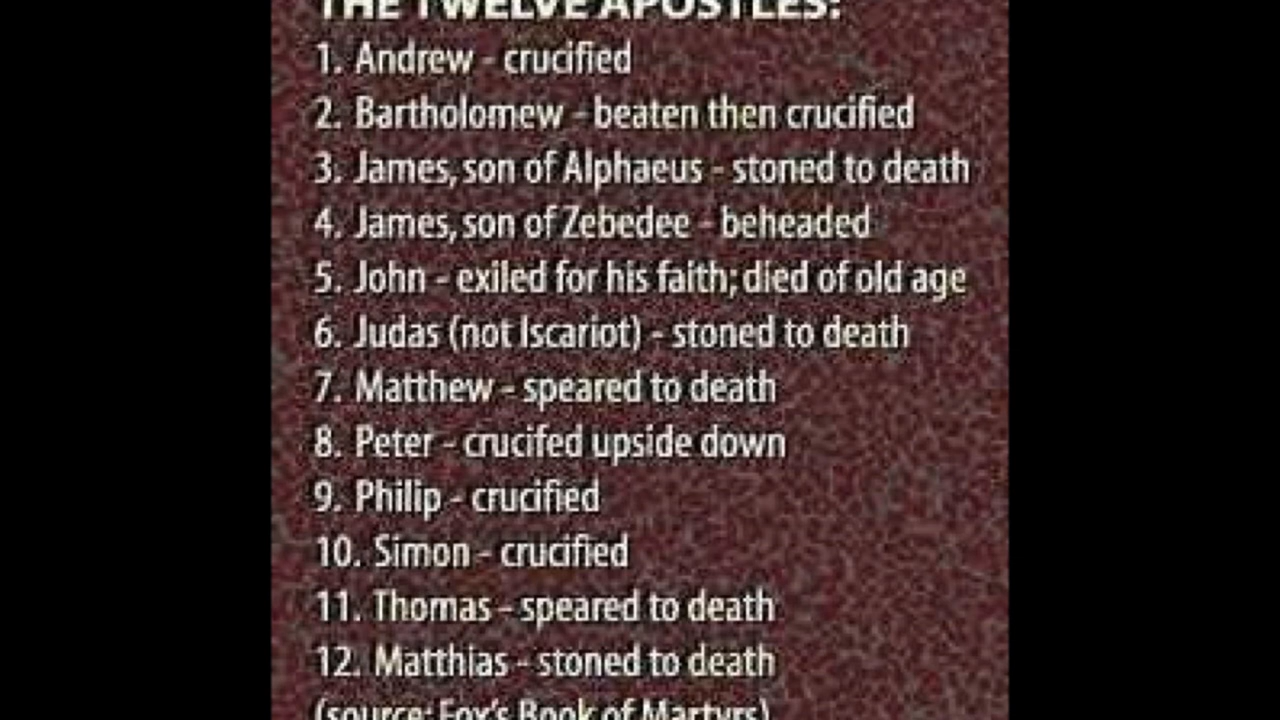 THE TWELVE APOSTLES:
1. Andrew - crucified
2. Bartholomew - beaten then crucified
3. James, son of Alphaeus - stoned to death
4. James, son of Zebedee - beheaded
5. John - exiled for his faith; died of old age
6. Judas (not Iscariot) - stoned to death
7. Matthew - speared to death
8. Peter - crucifed upside down
9. Philip - crucified
10. Simon - crucified
11. Thomas - speared to death
12. Matthias - stoned to death
(source: Fox's Book of Martyrs)